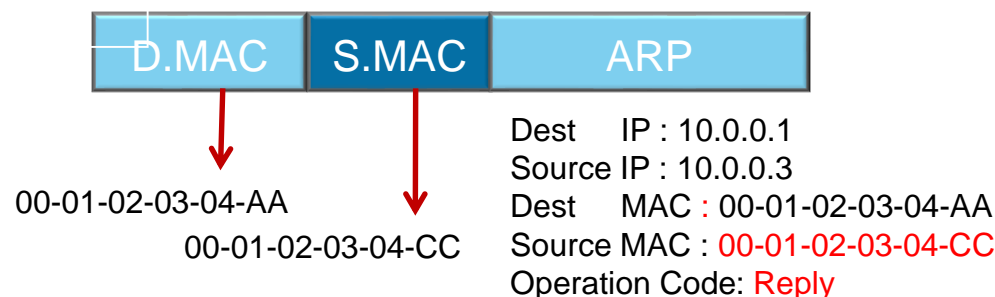 D.MAC S.MAC ARP
Dest IP : 10.0.0.1
Source IP : 10.0.0.3
00-01-02-03-04-AA
Dest MAC : 00-01-02-03-04-AA
00-01-02-03-04-CC
Source MAC : 00-01-02-03-04-CC
Operation Code: Reply